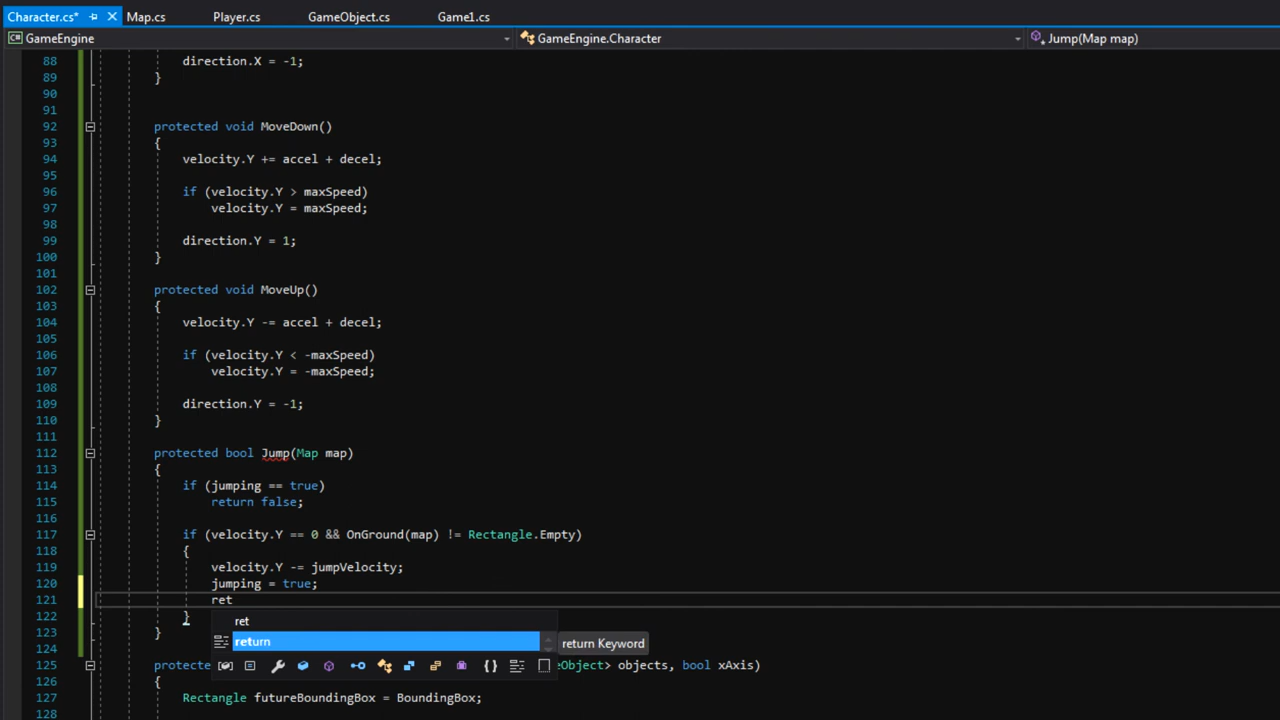 Character.cs* Map.cs Player.cs GameObject.cs Game1.cs
GameEngine GameEngine.Character Jump(Map map)
88 direction.X = -1;
89 }
90
91
92 protected void MoveDown()
93 {
94 velocity.Y += accel + decel;
95
96 if (velocity.Y > maxSpeed)
97 velocity.Y = maxSpeed;
98
99 direction.Y = 1;
100 }
101
102 protected void MoveUp()
103 {
104 velocity.Y -= accel + decel;
105
106 if (velocity.Y < -maxSpeed)
107 velocity.Y = -maxSpeed;
108
109 direction.Y = -1;
110 }
111
112 protected bool Jump(Map map)
113 {
114 if (jumping == true)
115 return false;
116
117 if (velocity.Y == 0 && OnGround(map) != Rectangle.Empty)
118 {
119 velocity.Y -= jumpVelocity;
120 jumping = true;
121 ret
122 }
ret
123 }
return return Keyword
124
125 protecte eObject> objects, bool xAxis)
126 {
127 Rectangle futureBoundingBox = BoundingBox;
128